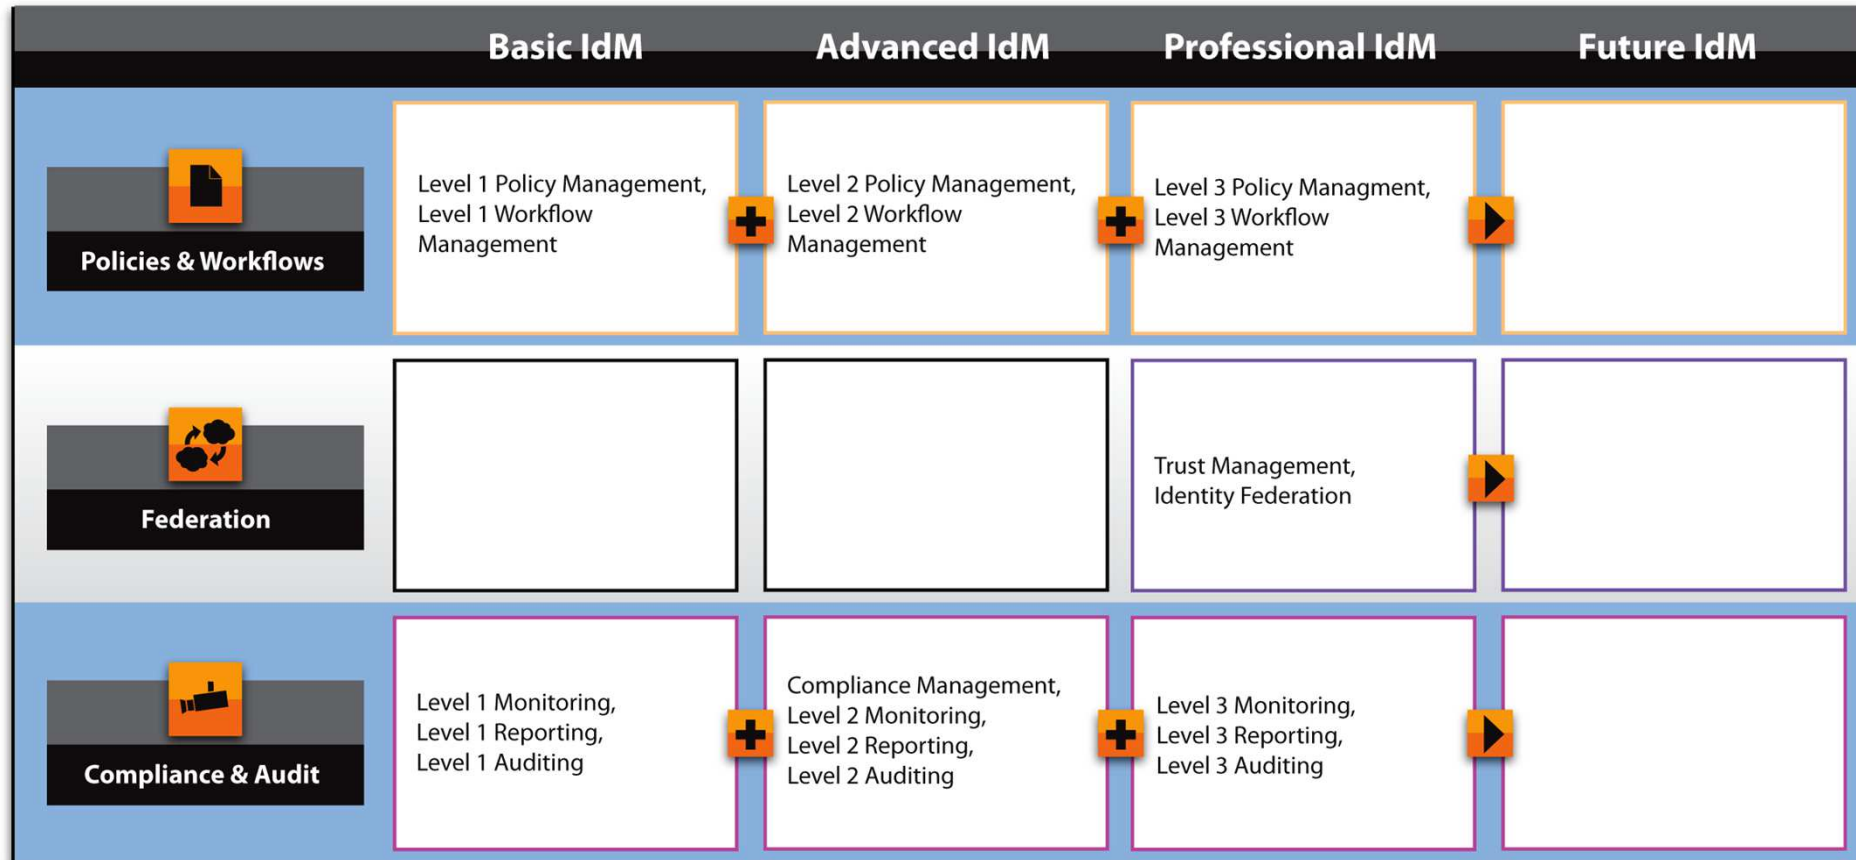 Basic IdM
Advanced IdM
Professional IdM
Future IdM
Policies & Workflows
Level 1 Policy Management,
Level 1 Workflow
Management
Level 2 Policy Management,
Level 2 Workflow
Management
Level 3 Policy Managment,
Level 3 Workflow
Management
Federation
Trust Management,
Identity Federation
Compliance & Audit
Level 1 Monitoring,
Level 1 Reporting,
Level 1 Auditing
Compliance Management,
Level 2 Monitoring,
Level 2 Reporting,
Level 2 Auditing
Level 3 Monitoring,
Level 3 Reporting,
Level 3 Auditing